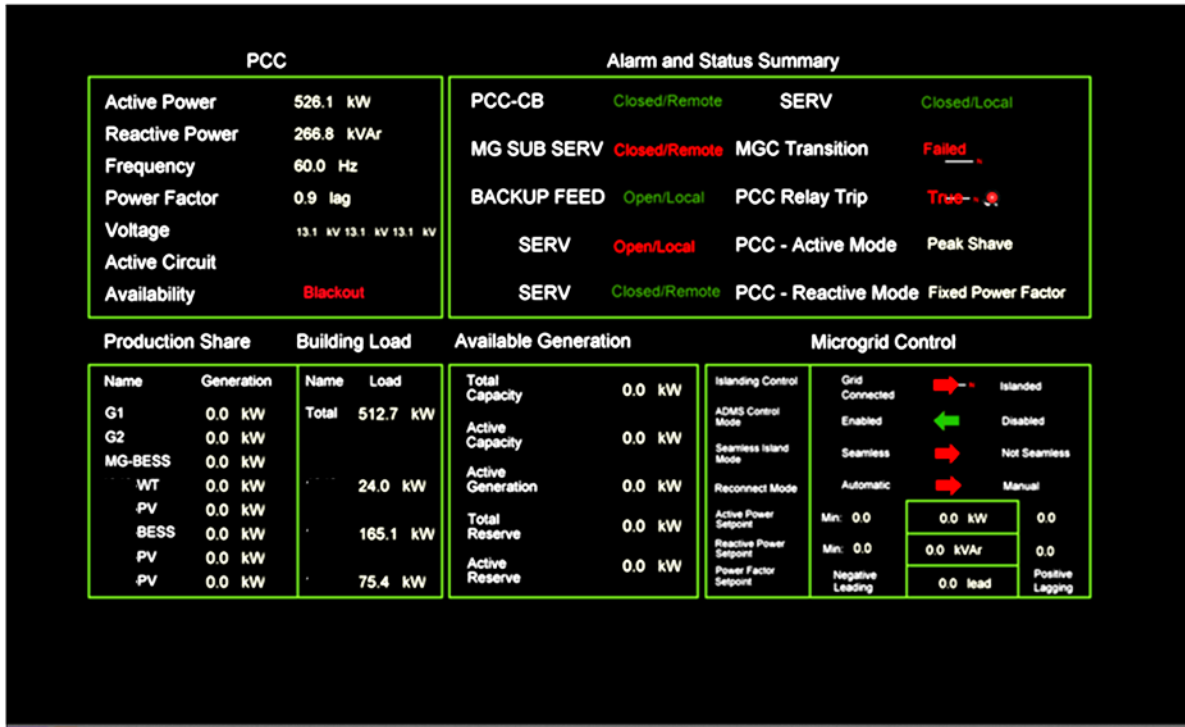 PCC
Active Power 526.1 kW
Reactive Power 266.8 kVAr
Frequency 60.0 Hz
Power Factor 0.9 lag
Voltage 13.1 kV 13.1 kV 13.1 kV
Active Circuit
Availability Blackout
Alarm and Status Summary
PCC-CB Closed/Remote SERV Closed/Local
MG SUB SERV Closed/Remote MGC Transition Failed
BACKUP FEED Open/Local PCC Relay Trip True
SERV Open/Local PCC - Active Mode Peak Shave
SERV Closed/Remote PCC - Reactive Mode Fixed Power Factor
Production Share
Name Generation
G1 0.0 kW
G2 0.0 kW
MG-BESS 0.0 kW
WT 0.0 kW
PV 0.0 kW
BESS 0.0 kW
PV 0.0 kW
PV 0.0 kW
Building Load
Name Load
Total 512.7 kW
24.0 kW
165.1 kW
75.4 kW
Available Generation
Total
Capacity 0.0 kW
Active
Capacity 0.0 kW
Active
Generation 0.0 kW
Total
Reserve 0.0 kW
Active
Reserve 0.0 kW
Microgrid Control
Islanding Control Grid
Connected Islanded
ADMS Control
Mode Enabled Disabled
Seamless Island
Mode Seamless Not Seamless
Reconnect Mode Automatic Manual
Active Power
Setpoint Min: 0.0 0.0 kW 0.0
Reactive Power
Setpoint Min: 0.0 0.0 kVAr 0.0
Power Factor
Setpoint Negative
Leading 0.0 lead Positive
Lagging